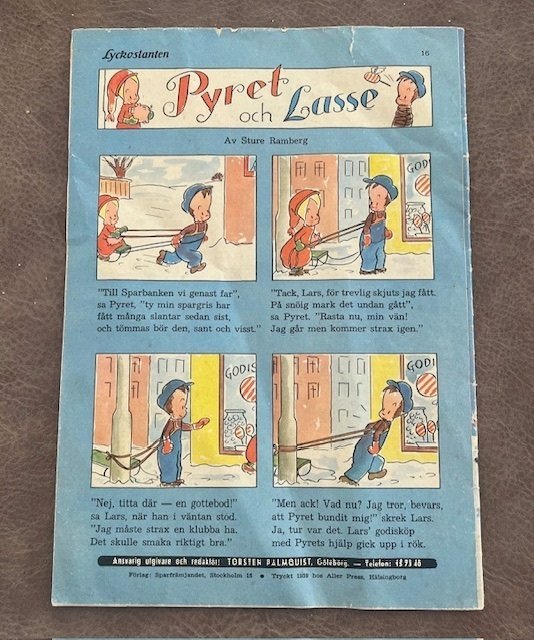 Lyckoslanten
16
Pyret
och Lasse
Av Sture Ramberg
GOD
"Till Sparbanken vi genast far",
sa Pyret, "ty min spargris har
fått många slantar sedan sist,
och tömmas bör den, sant och visst."
"Tack, Lars, för trevlig skjuts jag fått.
På snöig mark det undan gått",
sa Pyret. "Rasta nu, min vän!
Jag går men kommer strax igen."
GODIS
GODIS
"Nej, titta där — en gottebod!"
sa Lars, när han i väntan stod.
"Jag måste strax en klubba ha.
Det skulle smaka riktigt bra."
"Men ack! Vad nu? Jag tror, bevars,
att Pyret bundit mig!" skrek Lars.
Ja, tur var det. Lars' godisköp
med Pyrets hjälp gick upp i rök.
Ansvarig utgivare och redaktör: TORSTEN PALMQUIST, Göteborg. — Telefon: 15 73 40
Förlag: Sparfrämjandet, Stockholm 16 • Tryckt 1959 hos Aller Press, Hälsingborg